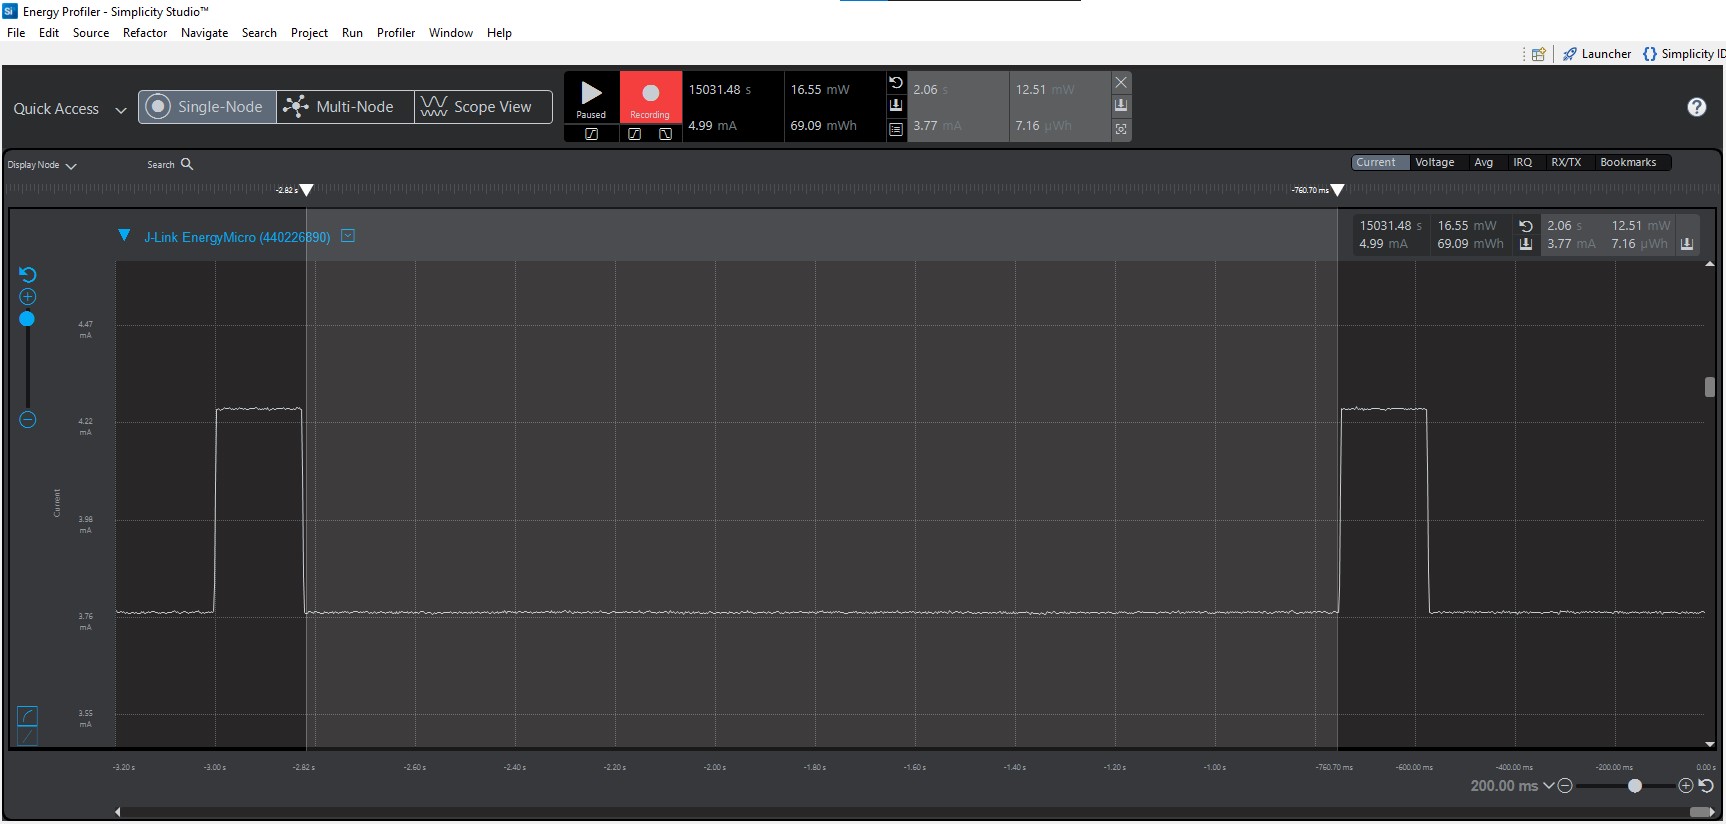 Energy Profiler - Simplicity Studio™
File Edit Source Refactor Navigate Search Project Run Profiler Window Help
Launcher {} Simplicity ID
Quick Access Single-Node Multi-Node Scope View
Paused Recording
15031.48 s 16.55 mW 2.06 s 12.51 mW
4.99 mA 69.09 mWh 3.77 mA 7.16 µWh
Display Node Search Current Voltage Avg IRQ RX/TX Bookmarks
-2.82 s -760.70 ms
J-Link EnergyMicro (440226890)
15031.48 s 16.55 mW 2.06 s 12.51 mW
4.99 mA 69.09 mWh 3.77 mA 7.16 µWh
4.47
mA
4.22
mA
Current
3.98
mA
3.76
mA
3.55
mA
-3.20 s -3.00 s -2.82 s -2.60 s -2.40 s -2.20 s -2.00 s -1.80 s -1.60 s -1.40 s -1.20 s -1.00 s -760.70 ms -600.00 ms -400.00 ms -200.00 ms 0.00 s
200.00 ms